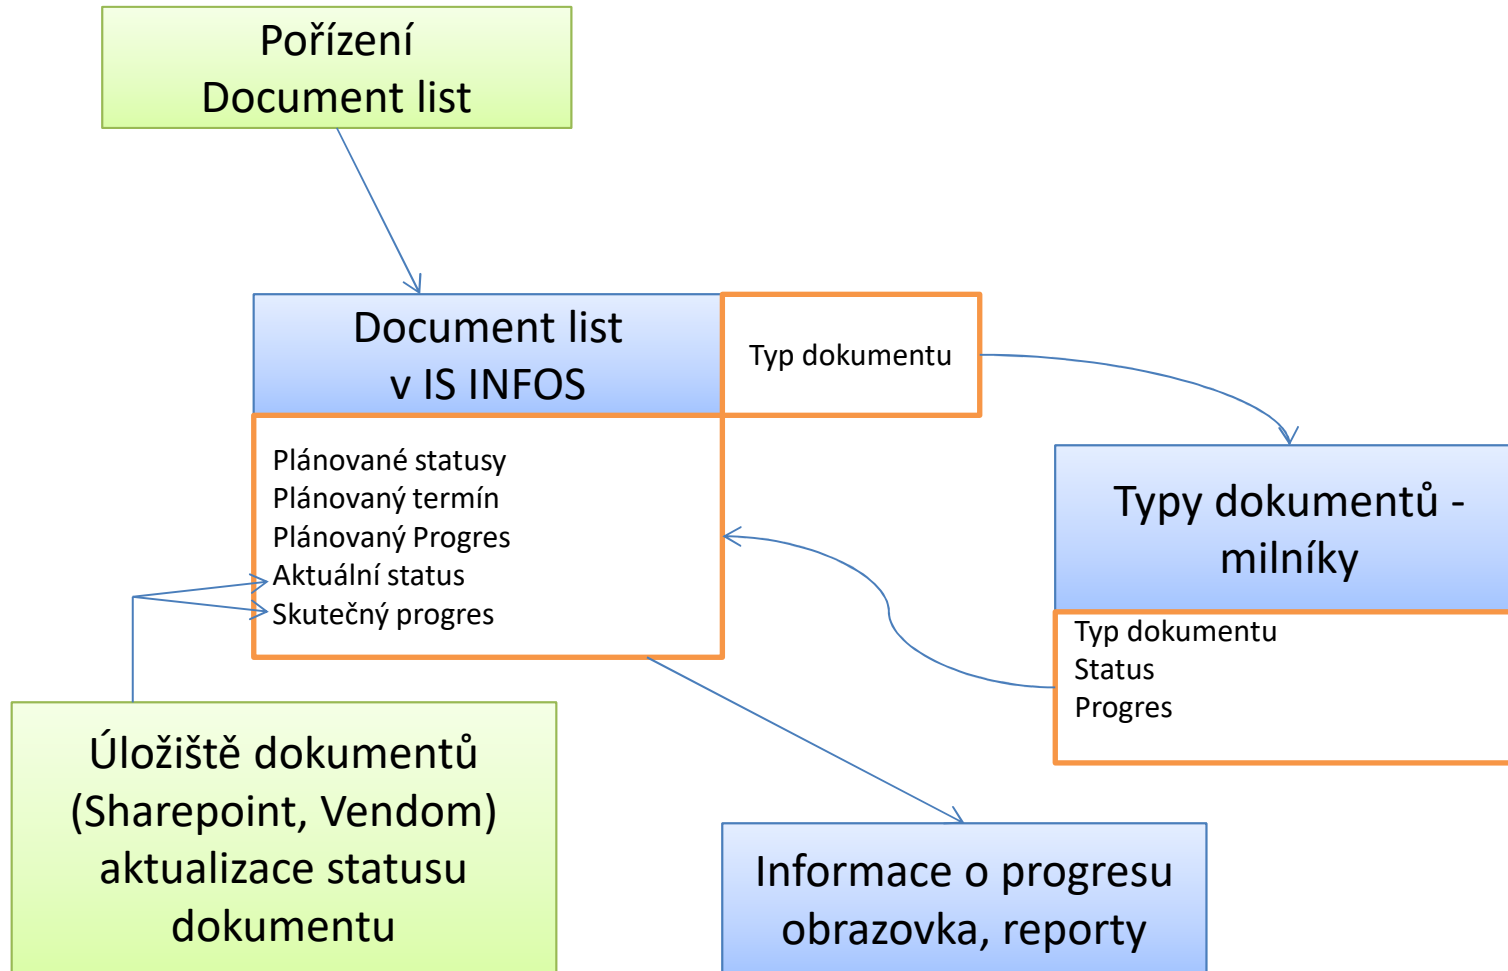 Pořízení
Document list
Document list
v IS INFOS
Typ dokumentu
Plánované statusy
Plánovaný termín
Plánovaný Progres
Aktuální status
Skutečný progres
Typy dokumentů -
milníky
Typ dokumentu
Status
Progres
Úložiště dokumentů
(Sharepoint, Vendom)
aktualizace statusu
dokumentu
Informace o progresu
obrazovka, reporty